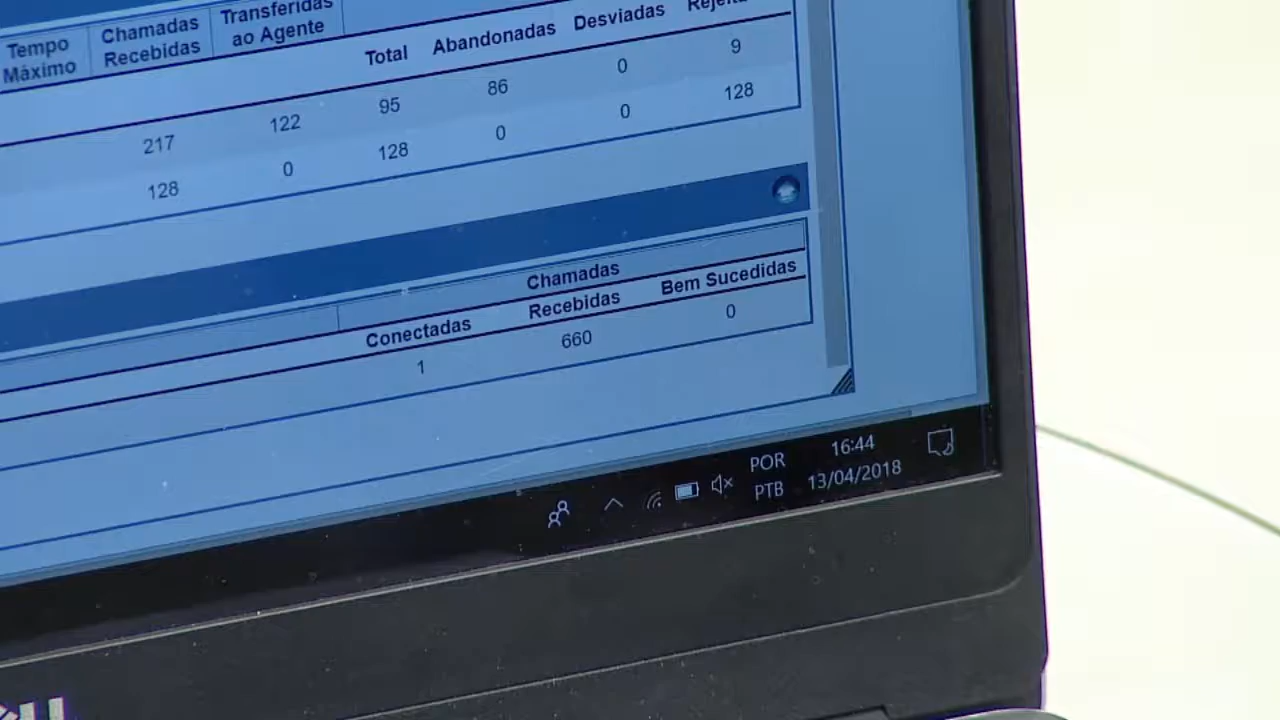 Tempo Máximo
Chamadas Recebidas
Transferidas ao Agente
Total Abandonadas Desviadas
217 122 95 86 0 9
128 0 128 0 0 128
Chamadas
Conectadas Recebidas Bem Sucedidas
1 660 0
POR 16:44
PTB 13/04/2018